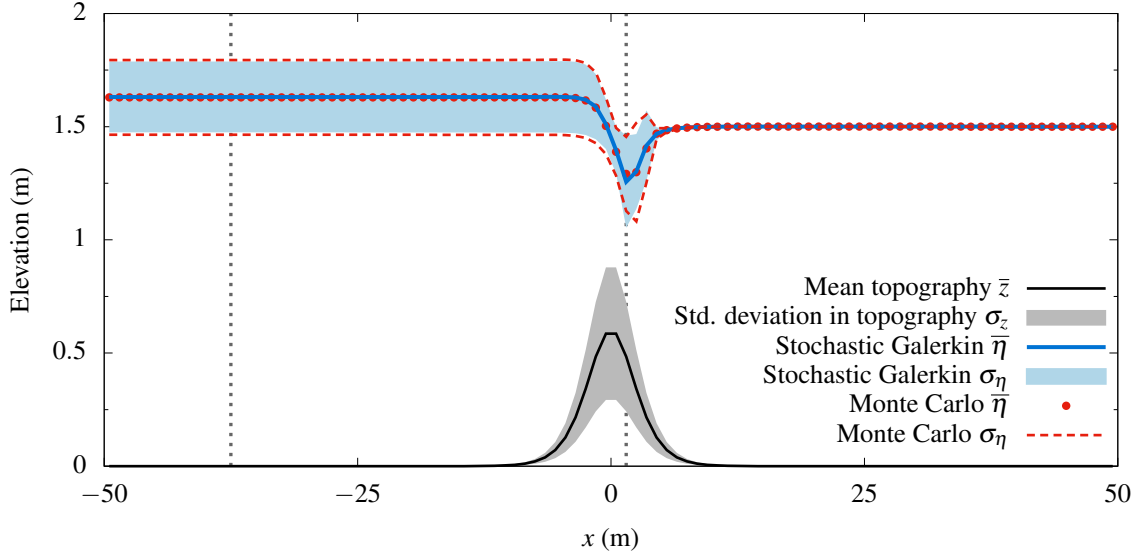 2
1.5
1
0.5
0
Elevation (m)
−50
−25
0
25
50
x (m)
Mean topography z̅
Std. deviation in topography σ_z
Stochastic Galerkin η̅
Stochastic Galerkin σ_η
Monte Carlo η̅
Monte Carlo σ_η